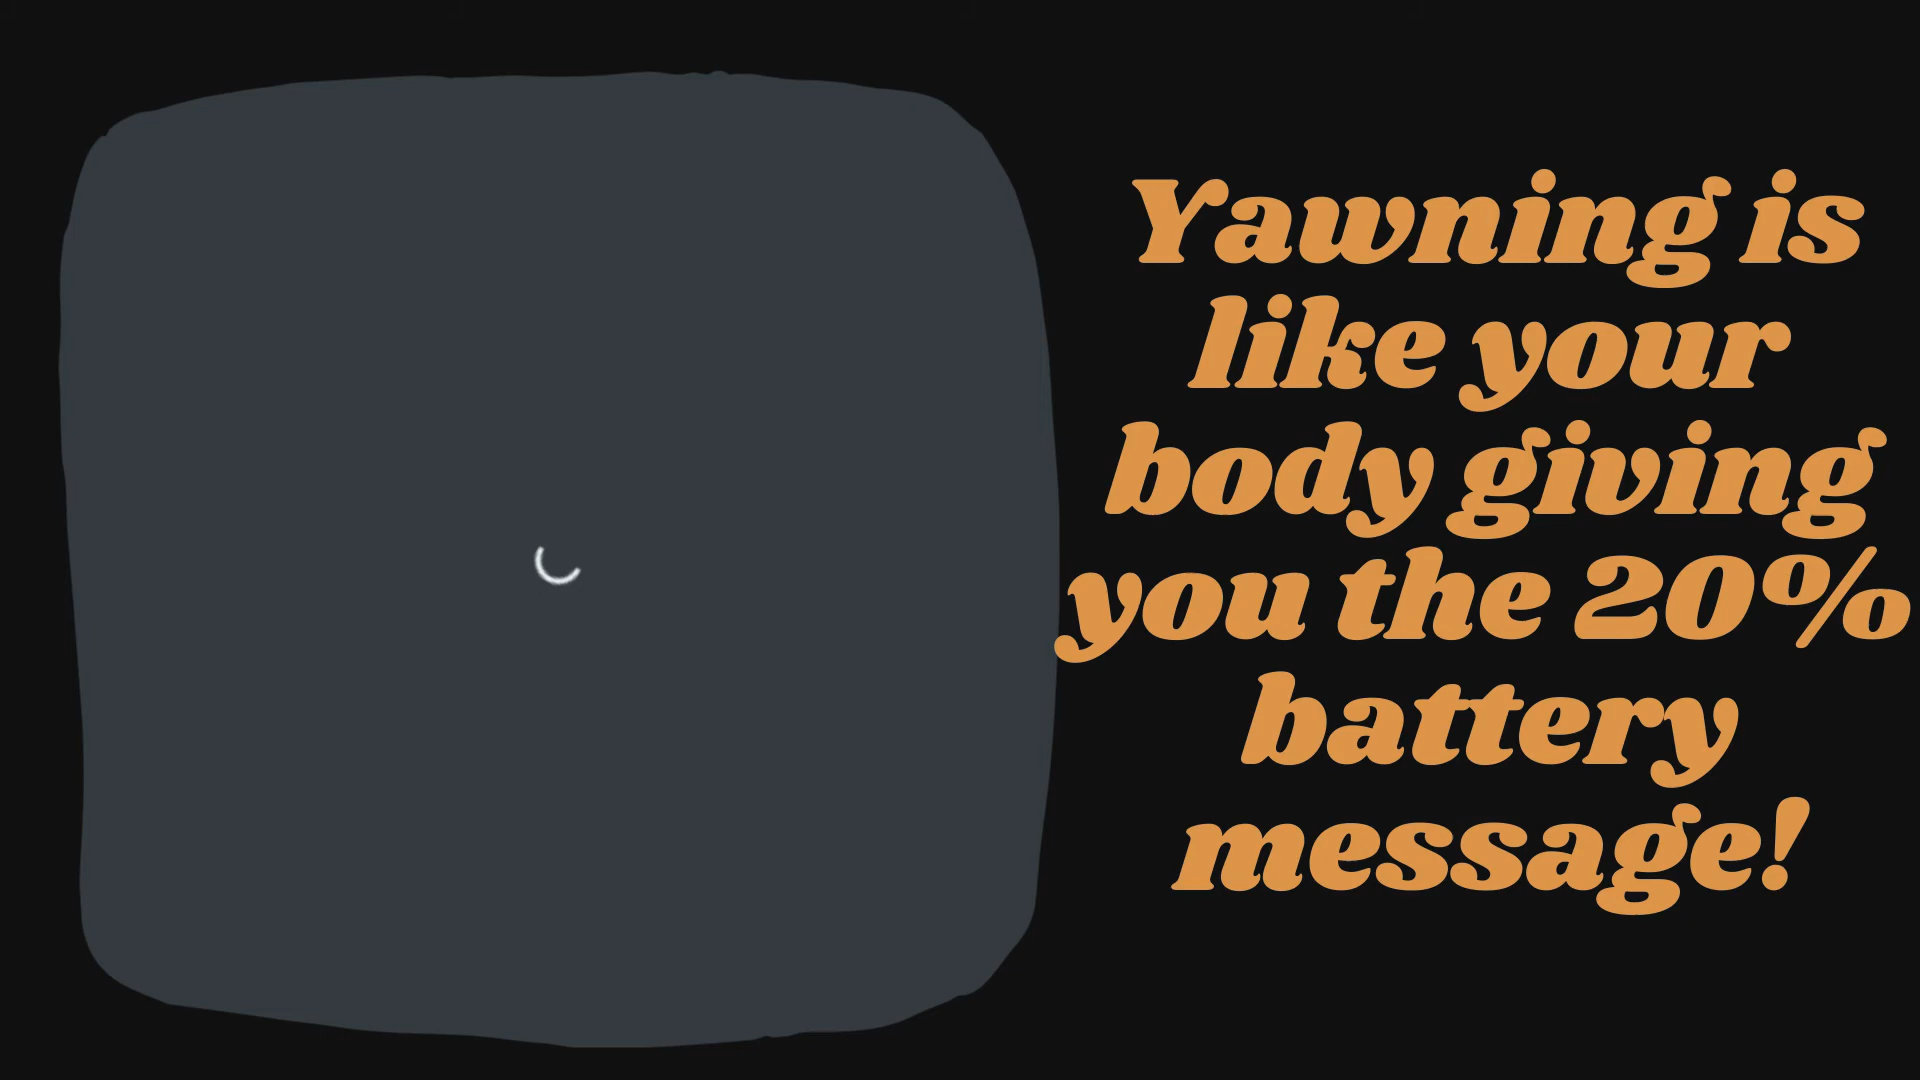 Yawning is
like your
body giving
you the 20%
battery
message!